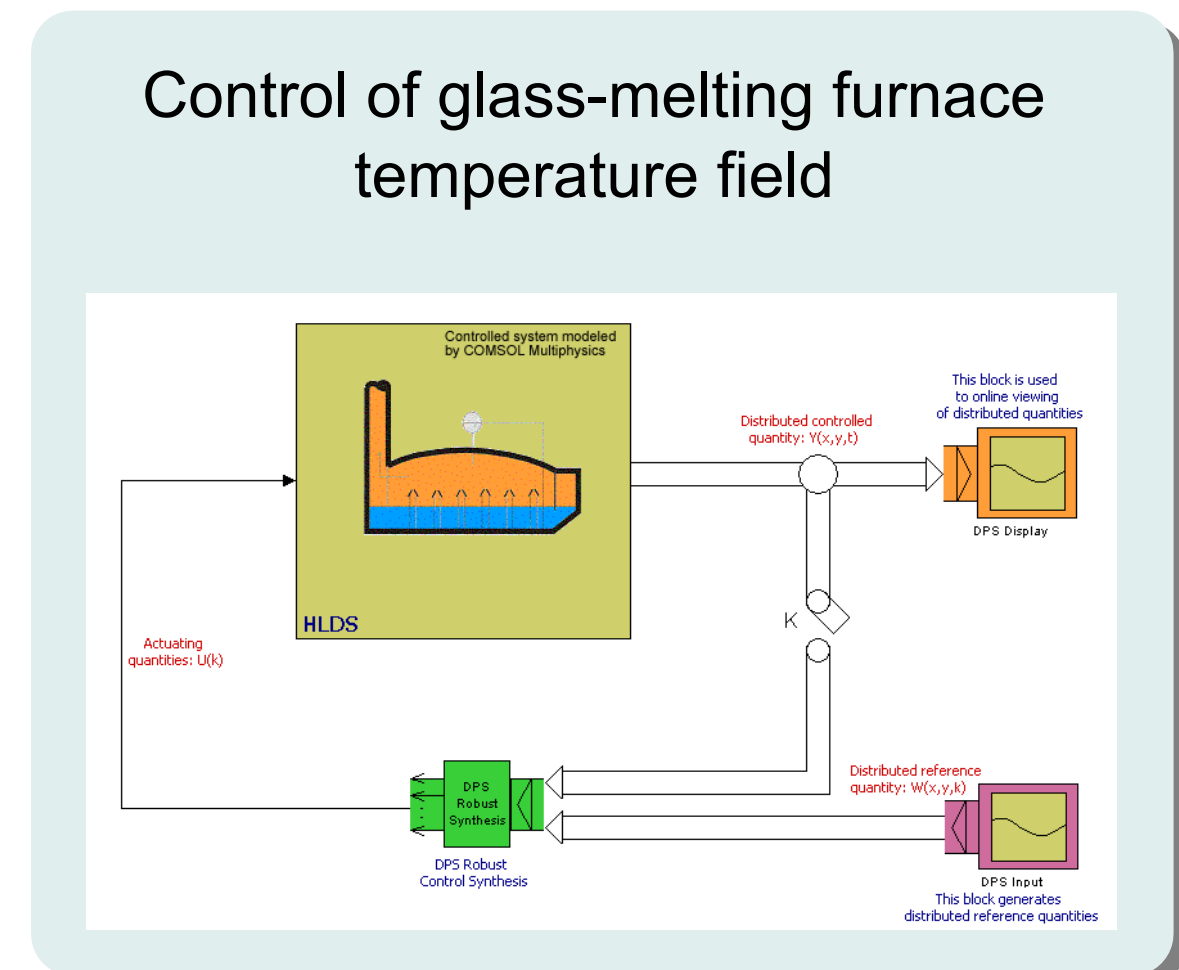 Control of glass-melting furnace
temperature field
Controlled system modeled
by COMSOL Multiphysics
HLDS
This block is used
to online viewing
of distributed quantities
Distributed controlled
quantity: Y(x,y,t)
DPS Display
K
Actuating
quantities: U(k)
Distributed reference
quantity: W(x,y,k)
DPS
Robust
Synthesis
DPS Robust
Control Synthesis
DPS Input
This block generates
distributed reference quantities